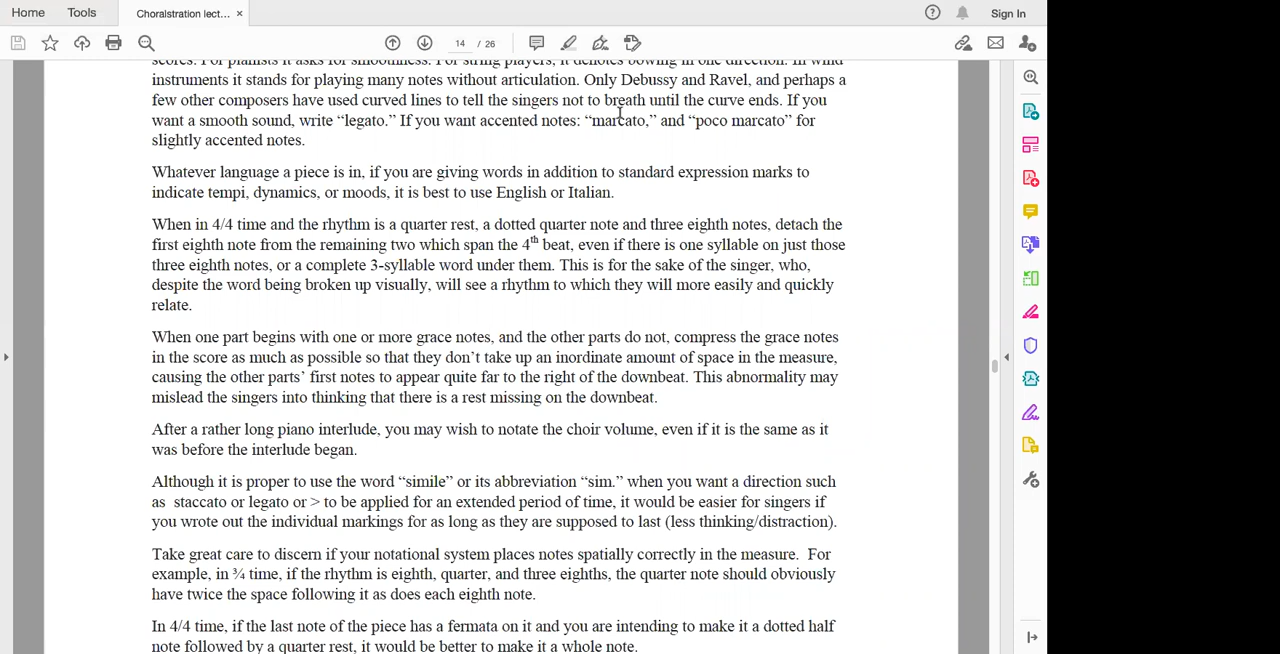 Home Tools Choralstration lect... × Sign In
14 / 26
scores. For pianists it asks for smoothness. For string players, it denotes bowing in one direction. In wind
instruments it stands for playing many notes without articulation. Only Debussy and Ravel, and perhaps a
few other composers have used curved lines to tell the singers not to breath until the curve ends. If you
want a smooth sound, write “legato.” If you want accented notes: “marcato,” and “poco marcato” for
slightly accented notes.
Whatever language a piece is in, if you are giving words in addition to standard expression marks to
indicate tempi, dynamics, or moods, it is best to use English or Italian.
When in 4/4 time and the rhythm is a quarter rest, a dotted quarter note and three eighth notes, detach the
first eighth note from the remaining two which span the 4th beat, even if there is one syllable on just those
three eighth notes, or a complete 3-syllable word under them. This is for the sake of the singer, who,
despite the word being broken up visually, will see a rhythm to which they will more easily and quickly
relate.
When one part begins with one or more grace notes, and the other parts do not, compress the grace notes
in the score as much as possible so that they don’t take up an inordinate amount of space in the measure,
causing the other parts’ first notes to appear quite far to the right of the downbeat. This abnormality may
mislead the singers into thinking that there is a rest missing on the downbeat.
After a rather long piano interlude, you may wish to notate the choir volume, even if it is the same as it
was before the interlude began.
Although it is proper to use the word “simile” or its abbreviation “sim.” when you want a direction such
as staccato or legato or > to be applied for an extended period of time, it would be easier for singers if
you wrote out the individual markings for as long as they are supposed to last (less thinking/distraction).
Take great care to discern if your notational system places notes spatially correctly in the measure. For
example, in ¾ time, if the rhythm is eighth, quarter, and three eighths, the quarter note should obviously
have twice the space following it as does each eighth note.
In 4/4 time, if the last note of the piece has a fermata on it and you are intending to make it a dotted half
note followed by a quarter rest, it would be better to make it a whole note.